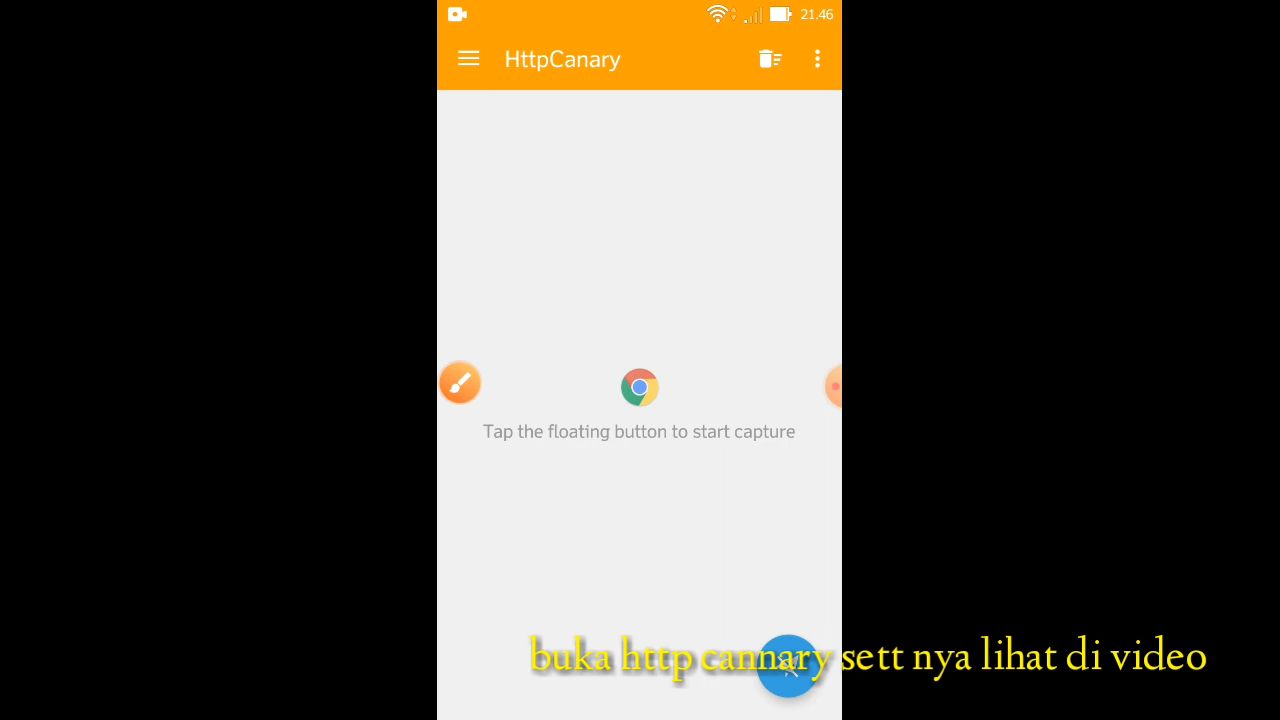 21.46
HttpCanary
Tap the floating button to start capture
buka http cannary sett nya lihat di video